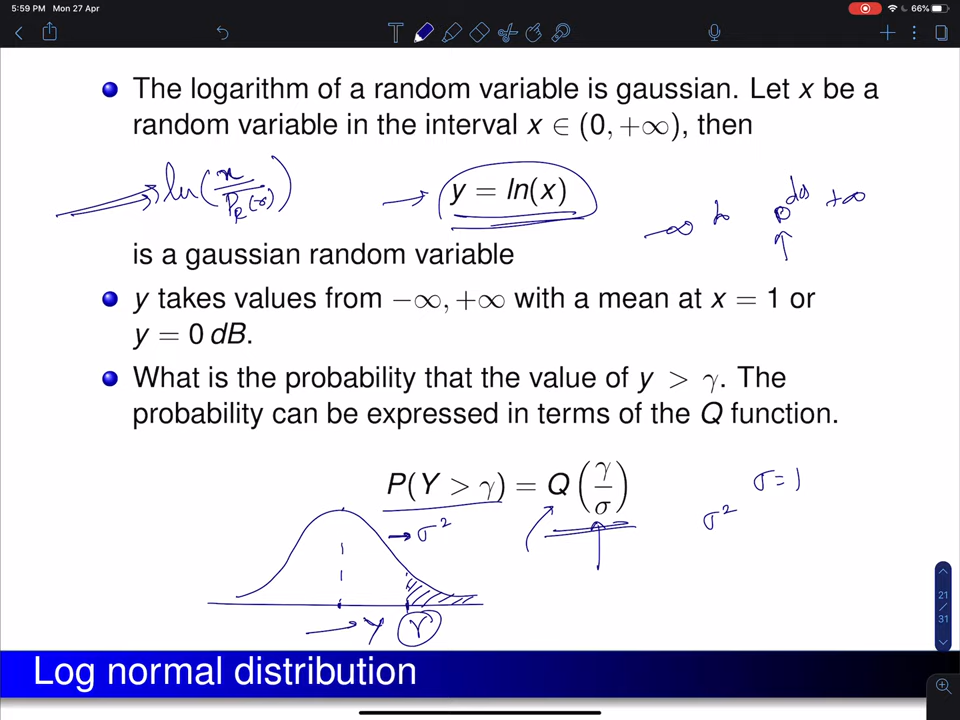 5:59 PM Mon 27 Apr
66%
The logarithm of a random variable is gaussian. Let x be a
random variable in the interval x ∈ (0, +∞), then
ln(x/P_R(r))
y = ln(x)
-∞ to
+∞
is a gaussian random variable
y takes values from −∞, +∞ with a mean at x = 1 or
y = 0 dB.
What is the probability that the value of y > γ. The
probability can be expressed in terms of the Q function.
P(Y > γ) = Q(γ/σ)
σ = 1
σ²
→ σ²
Y γ
21
/
31
Log normal distribution